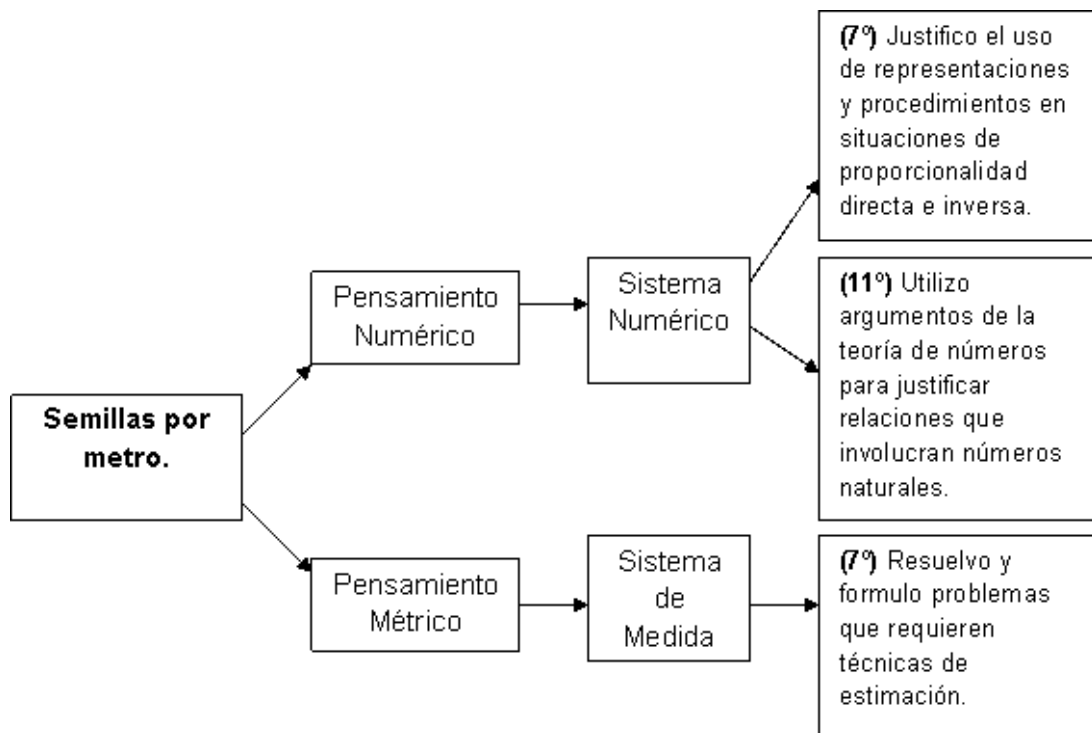 Semillas por
metro.
Pensamiento
Numérico
Sistema
Numérico
(7º) Justifico el uso
de representaciones
y procedimientos en
situaciones de
proporcionalidad
directa e inversa.
(11º) Utilizo
argumentos de la
teoría de números
para justificar
relaciones que
involucran números
naturales.
Pensamiento
Métrico
Sistema
de
Medida
(7º) Resuelvo y
formulo problemas
que requieren
técnicas de
estimación.